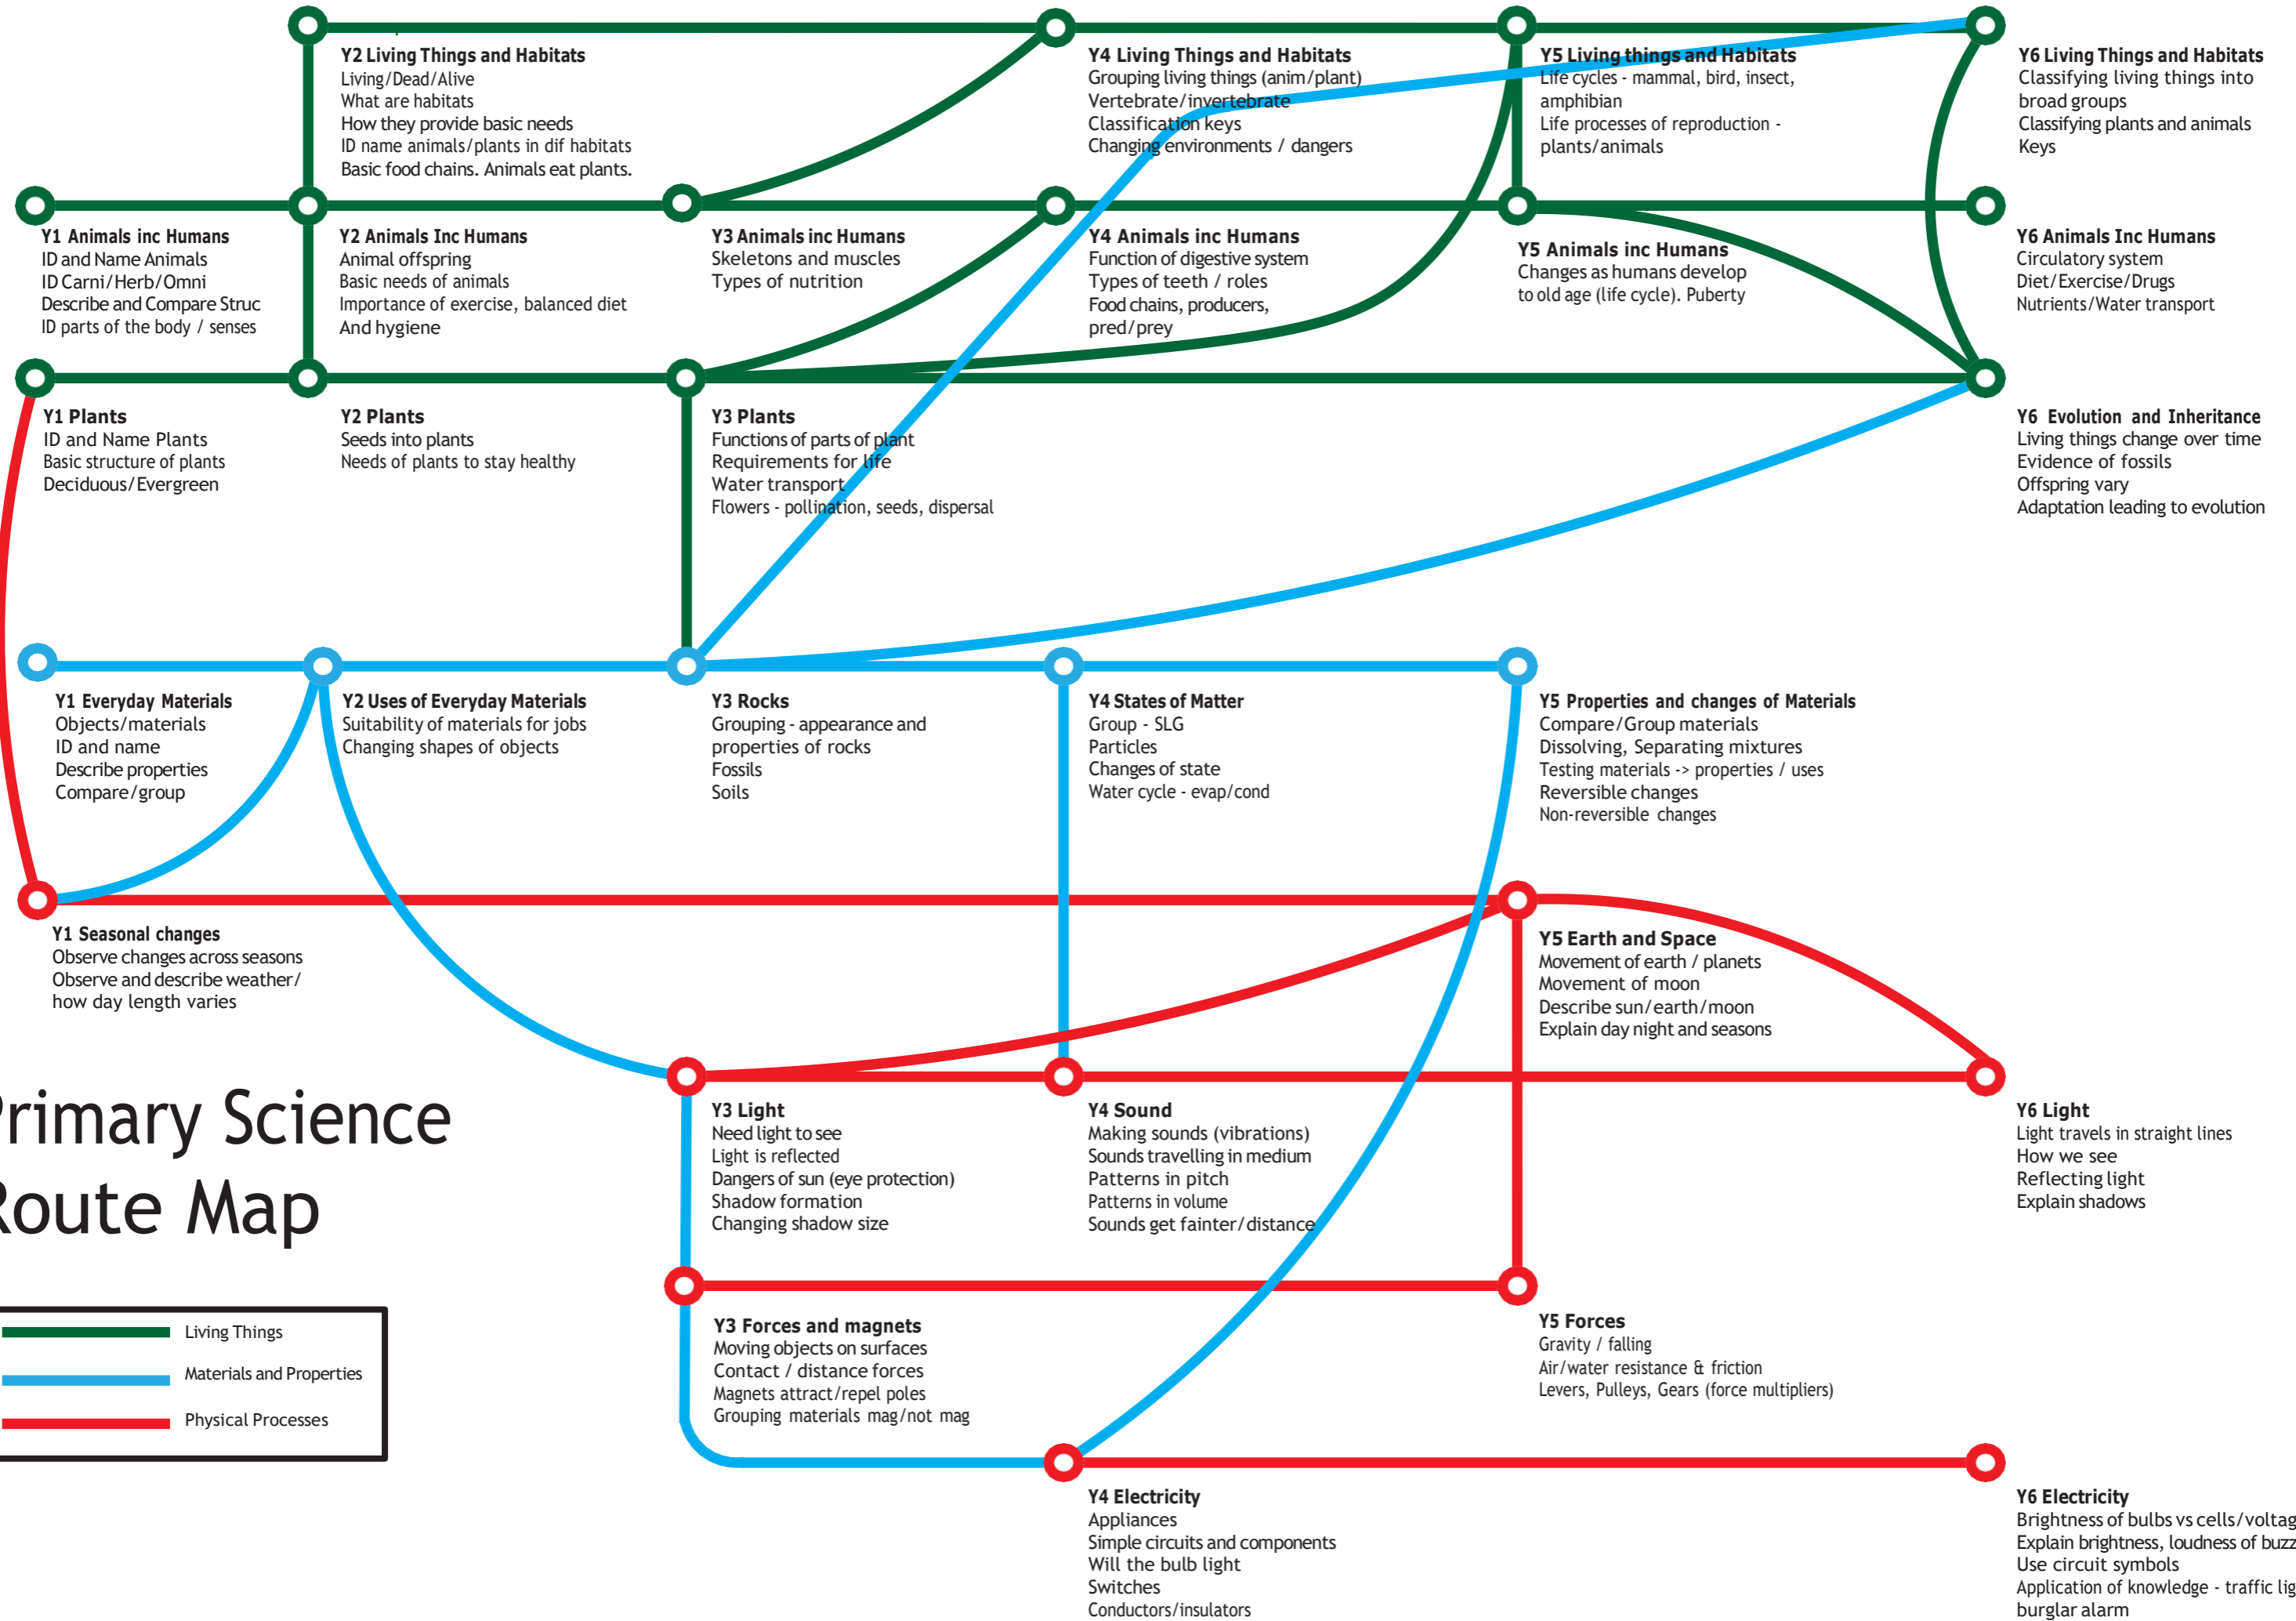 Y2 Living Things and Habitats
Living/Dead/Alive
What are habitats
How they provide basic needs
ID name animals/plants in dif habitats
Basic food chains. Animals eat plants.
Y4 Living Things and Habitats
Grouping living things (anim/plant)
Vertebrate/invertebrate
Classification keys
Changing environments / dangers
Y5 Living things and Habitats
Life cycles - mammal, bird, insect,
amphibian
Life processes of reproduction -
plants/animals
Y6 Living Things and Habitats
Classifying living things into
broad groups
Classifying plants and animals
Keys
Y1 Animals inc Humans
ID and Name Animals
ID Carni/Herb/Omni
Describe and Compare Struc
ID parts of the body / senses
Y2 Animals Inc Humans
Animal offspring
Basic needs of animals
Importance of exercise, balanced diet
And hygiene
Y3 Animals inc Humans
Skeletons and muscles
Types of nutrition
Y4 Animals inc Humans
Function of digestive system
Types of teeth / roles
Food chains, producers,
pred/prey
Y5 Animals inc Humans
Changes as humans develop
to old age (life cycle). Puberty
Y6 Animals Inc Humans
Circulatory system
Diet/Exercise/Drugs
Nutrients/Water transport
Y1 Plants
ID and Name Plants
Basic structure of plants
Deciduous/Evergreen
Y2 Plants
Seeds into plants
Needs of plants to stay healthy
Y3 Plants
Functions of parts of plant
Requirements for life
Water transport
Flowers - pollination, seeds, dispersal
Y6 Evolution and Inheritance
Living things change over time
Evidence of fossils
Offspring vary
Adaptation leading to evolution
Y1 Everyday Materials
Objects/materials
ID and name
Describe properties
Compare/group
Y2 Uses of Everyday Materials
Suitability of materials for jobs
Changing shapes of objects
Y3 Rocks
Grouping - appearance and
properties of rocks
Fossils
Soils
Y4 States of Matter
Group - SLG
Particles
Changes of state
Water cycle - evap/cond
Y5 Properties and changes of Materials
Compare/Group materials
Dissolving, Separating mixtures
Testing materials -> properties / uses
Reversible changes
Non-reversible changes
Y1 Seasonal changes
Observe changes across seasons
Observe and describe weather/
how day length varies
Y5 Earth and Space
Movement of earth / planets
Movement of moon
Describe sun/earth/moon
Explain day night and seasons
Primary Science
Route Map
Y3 Light
Need light to see
Light is reflected
Dangers of sun (eye protection)
Shadow formation
Changing shadow size
Y4 Sound
Making sounds (vibrations)
Sounds travelling in medium
Patterns in pitch
Patterns in volume
Sounds get fainter/distance
Y6 Light
Light travels in straight lines
How we see
Reflecting light
Explain shadows
Living Things
Materials and Properties
Physical Processes
Y3 Forces and magnets
Moving objects on surfaces
Contact / distance forces
Magnets attract/repel poles
Grouping materials mag/not mag
Y5 Forces
Gravity / falling
Air/water resistance & friction
Levers, Pulleys, Gears (force multipliers)
Y4 Electricity
Appliances
Simple circuits and components
Will the bulb light
Switches
Conductors/insulators
Y6 Electricity
Brightness of bulbs vs cells/voltag
Explain brightness, loudness of buzz
Use circuit symbols
Application of knowledge - traffic lig
burglar alarm